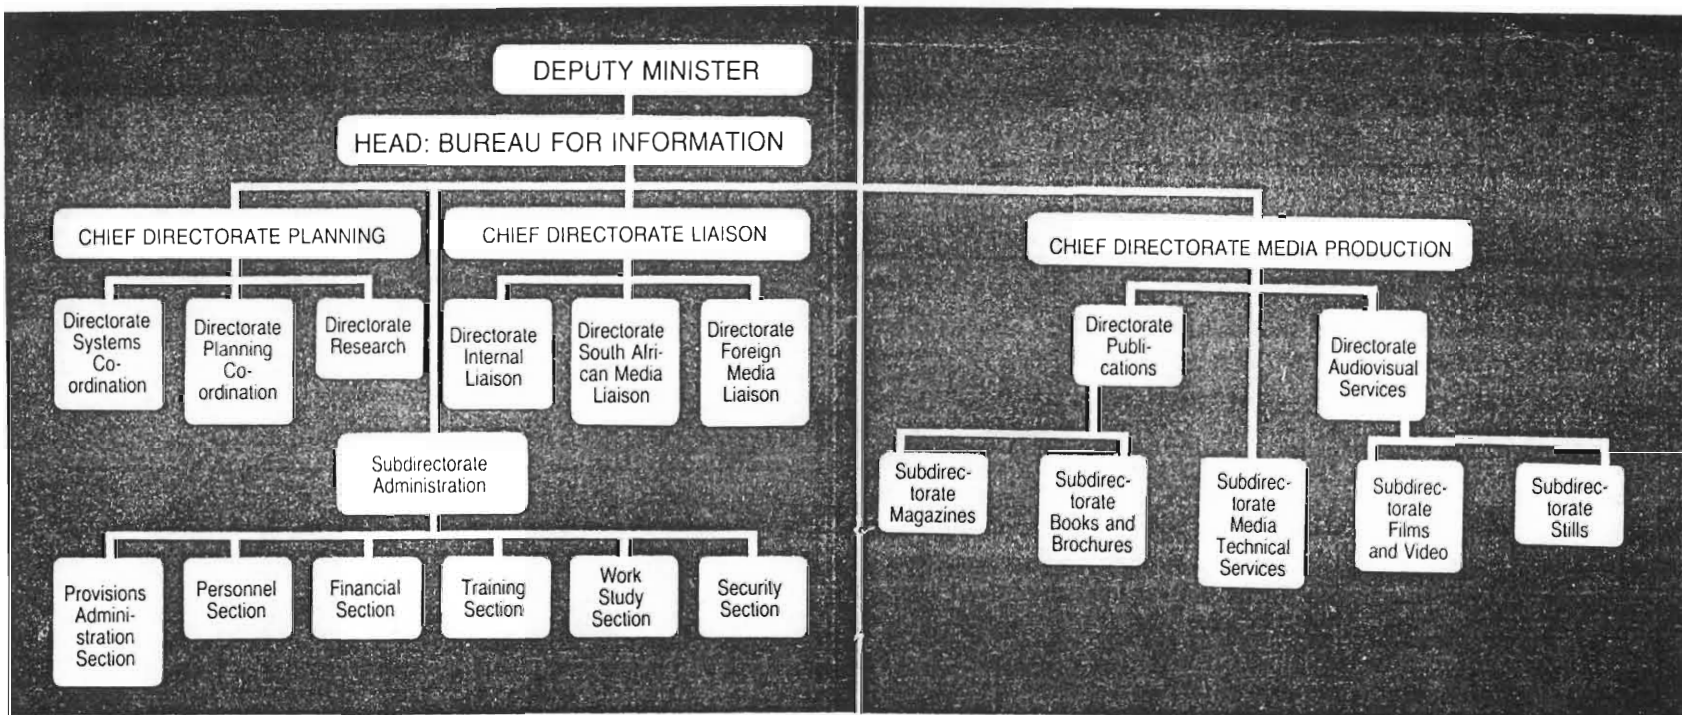 DEPUTY MINISTER
HEAD: BUREAU FOR INFORMATION
CHIEF DIRECTORATE PLANNING
CHIEF DIRECTORATE LIAISON
CHIEF DIRECTORATE MEDIA PRODUCTION
Directorate
Systems
Co-
ordination
Directorate
Planning
Co-
ordination
Directorate
Research
Directorate
Internal
Liaison
Directorate
South Afri-
can Media
Liaison
Directorate
Foreign
Media
Liaison
Directorate
Publi-
cations
Directorate
Audiovisual
Services
Subdirectorate
Administration
Subdirec-
torate
Magazines
Subdirec-
torate
Books and
Brochures
Subdirec-
torate
Media
Technical
Services
Subdirec-
torate
Films
and Video
Subdirec-
torate
Stills
Provisions
Admini-
stration
Section
Personnel
Section
Financial
Section
Training
Section
Work
Study
Section
Security
Section